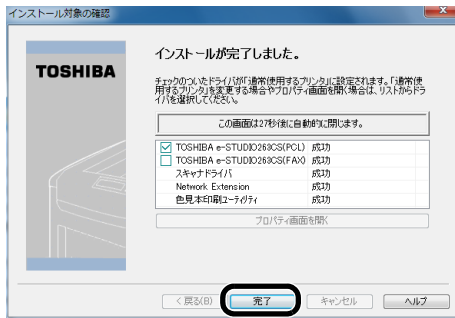 インストール対象の確認
TOSHIBA
インストールが完了しました。
チェックのついたドライバが「通常使用するプリンタ」に設定されます。「通常使
用するプリンタ」を変更する場合やプロパティ画面を開く場合は、リストからドラ
イバを選択してください。
この画面は27秒後に自動的に閉じます。
TOSHIBA e-STUDIO263CS(PCL) 成功
TOSHIBA e-STUDIO263CS(FAX) 成功
スキャナドライバ 成功
Network Extension 成功
色見本印刷ユーティリティ 成功
プロパティ画面を開く
< 戻る(B) 完了 キャンセル ヘルプ